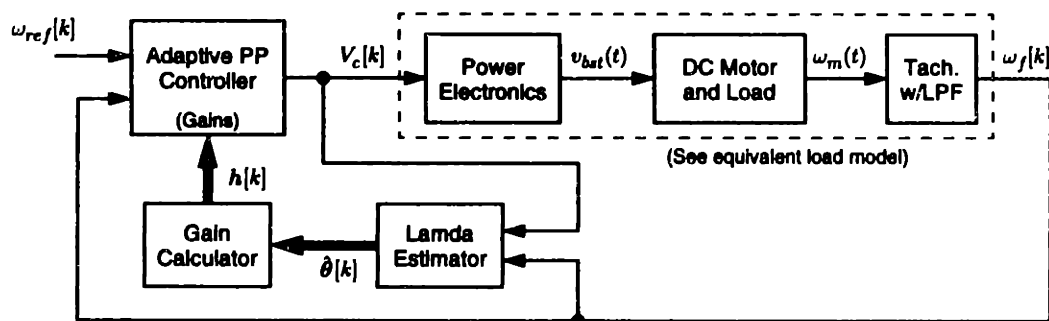 ω_ref[k]
Adaptive PP
Controller
(Gains)
V_c[k]
Power
Electronics
v_bst(t)
DC Motor
and Load
ω_m(t)
Tach.
w/LPF
ω_f[k]
(See equivalent load model)
h[k]
Gain
Calculator
θ̂[k]
Lamda
Estimator